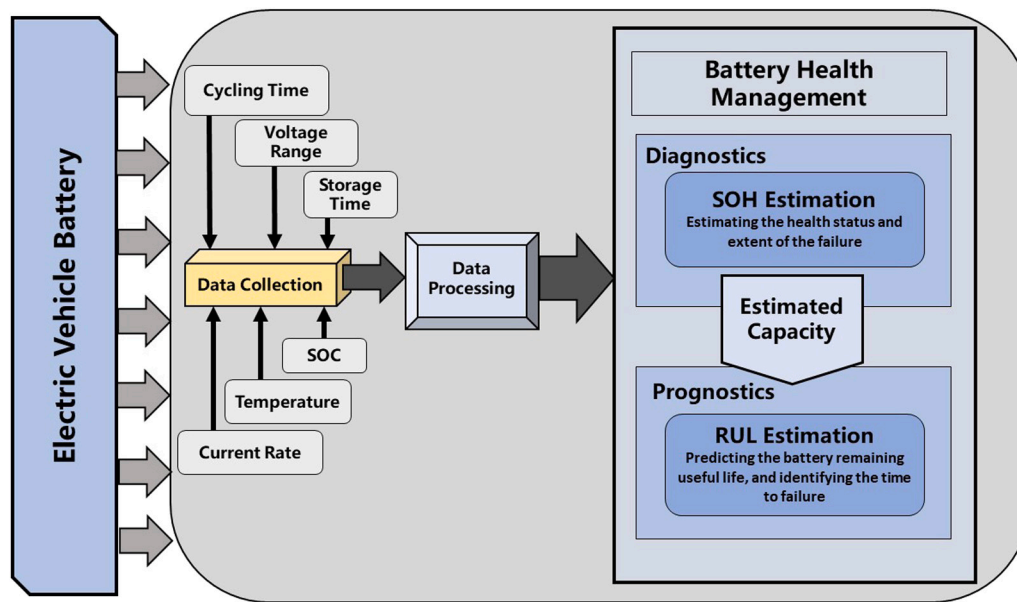 Electric Vehicle Battery
Cycling Time
Voltage
Range
Storage
Time
Data Collection
SOC
Temperature
Current Rate
Data
Processing
Battery Health
Management
Diagnostics
SOH Estimation
Estimating the health status and
extent of the failure
Estimated
Capacity
Prognostics
RUL Estimation
Predicting the battery remaining
useful life, and identifying the time
to failure